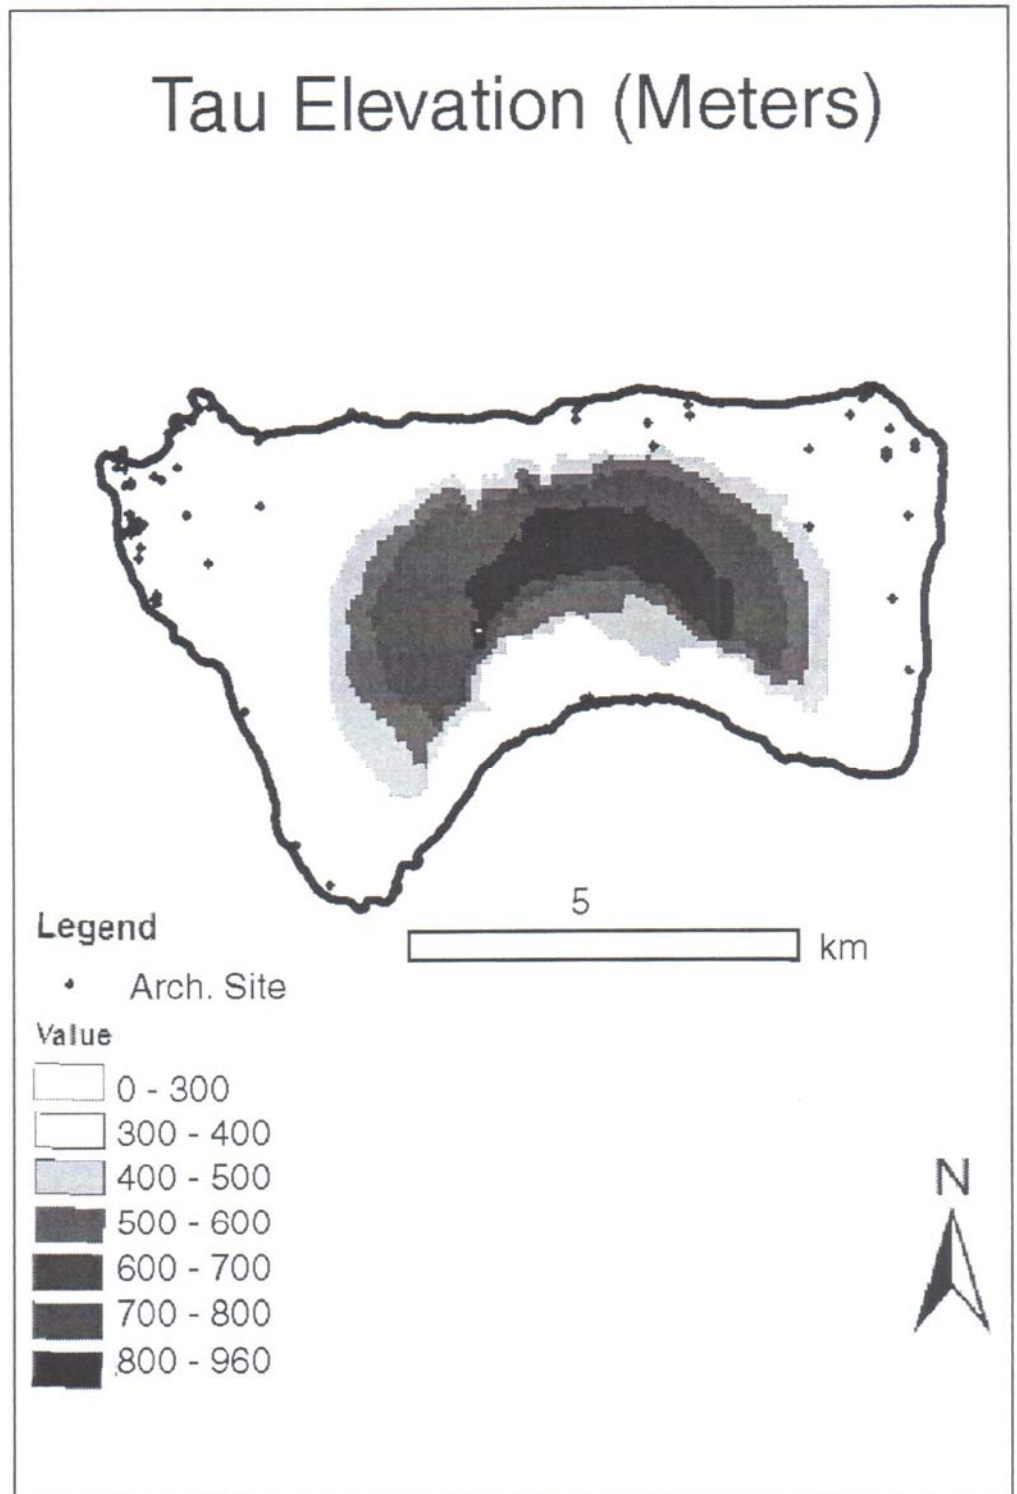 Tau Elevation (Meters)
5
km
Legend
Arch. Site
Value
0 - 300
300 - 400
400 - 500
500 - 600
600 - 700
700 - 800
800 - 960
N